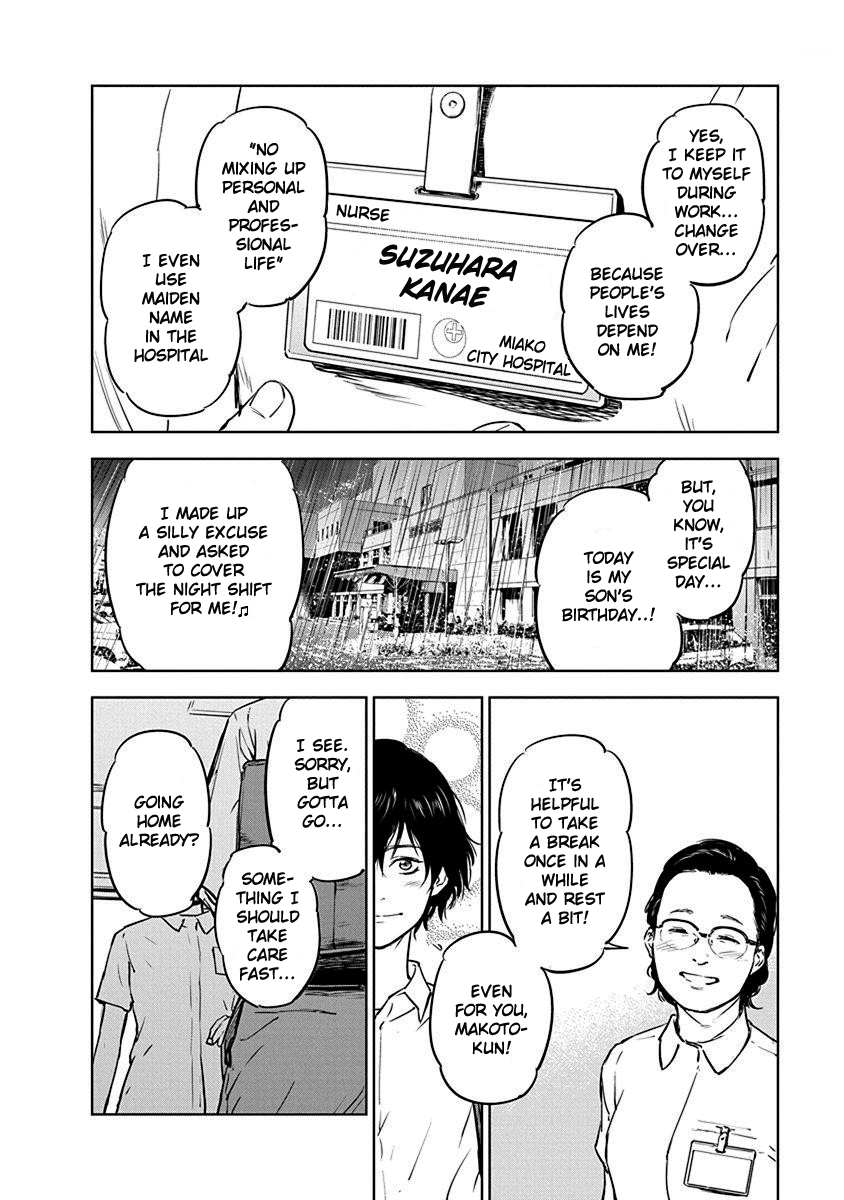 YES,
I KEEP IT
TO MYSELF
DURING
WORK...
CHANGE
OVER...
BECAUSE
PEOPLE'S
LIVES
DEPEND
ON ME!
"NO
MIXING UP
PERSONAL
AND
PROFES-
SIONAL
LIFE"
I EVEN
USE
MAIDEN
NAME
IN THE
HOSPITAL
NURSE
SUZUHARA
KANAE
MIAKO
CITY HOSPITAL
BUT,
YOU
KNOW,
IT'S
SPECIAL
DAY...
TODAY
IS MY
SON'S
BIRTHDAY..!
I MADE UP
A SILLY EXCUSE
AND ASKED
TO COVER
THE NIGHT SHIFT
FOR ME!♫
IT'S
HELPFUL
TO TAKE
A BREAK
ONCE IN A
WHILE
AND REST
A BIT!
EVEN
FOR YOU,
MAKOTO-
KUN!
I SEE.
SORRY,
BUT
GOTTA
GO...
SOME-
THING I
SHOULD
TAKE
CARE
FAST...
GOING
HOME
ALREADY?